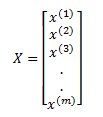 x⁽¹⁾
x⁽²⁾
X = x⁽³⁾
.
.
x⁽ᵐ⁾